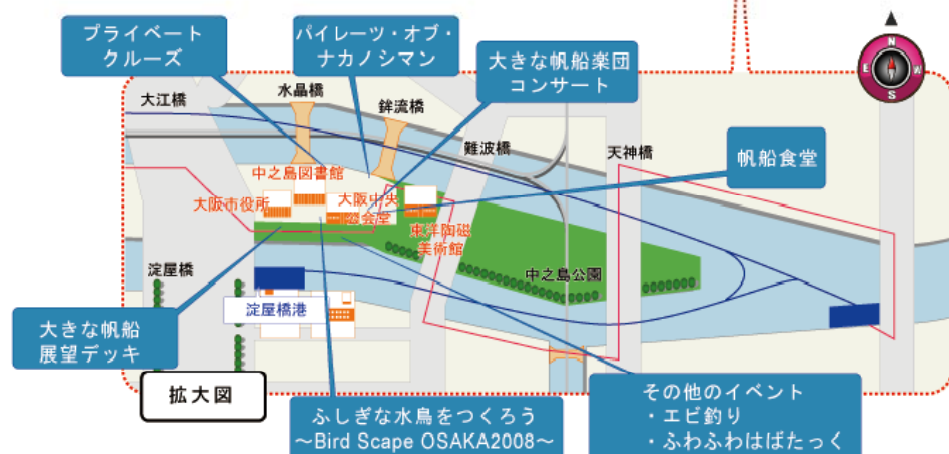 プライベート
クルーズ
パイレーツ・オブ・
ナカノシマン
大きな帆船楽団
コンサート
N
E
W
S
大江橋
水晶橋
鉾流橋
難波橋
天神橋
帆船食堂
中之島図書館
大阪市役所
大阪中央
公会堂
東洋陶磁
美術館
中之島公園
淀屋橋
淀屋橋港
大きな帆船
展望デッキ
拡大図
ふしぎな水鳥をつくろう
~Bird Scape OSAKA2008~
その他のイベント
・エビ釣り
・ふわふわはばたっく